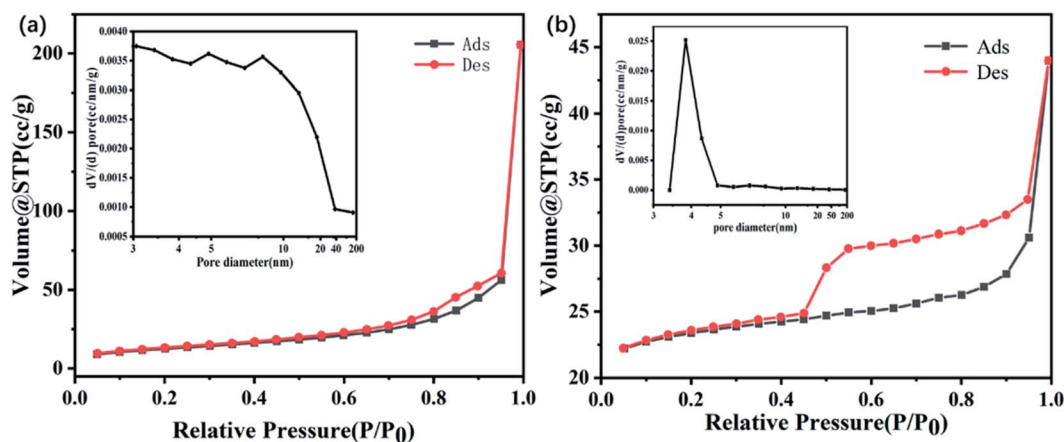 (a)
Ads
Des
Volume@STP(cc/g)
200
150
100
50
0
0.0 0.2 0.4 0.6 0.8 1.0
Relative Pressure(P/P0)
dV/(d) pore(cc/nm/g)
0.0040
0.0035
0.0030
0.0025
0.0020
0.0015
0.0010
0.0005
3 4 5 10 20 40 200
Pore diameter(nm)
(b)
Ads
Des
Volume@STP(cc/g)
45
40
35
30
25
20
0.0 0.2 0.4 0.6 0.8 1.0
Relative Pressure(P/P0)
dV/(d)pore(cc/nm/g)
0.025
0.020
0.015
0.010
0.005
0.000
3 4 5 10 20 50 200
pore diameter(nm)